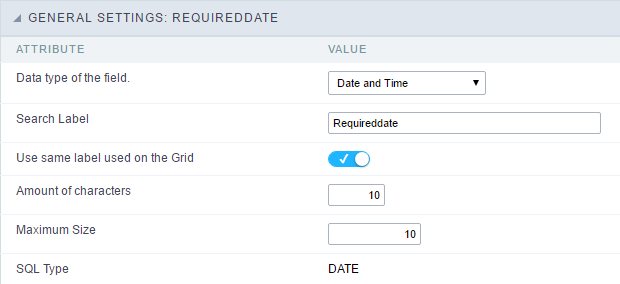 GENERAL SETTINGS: REQUIREDDATE
ATTRIBUTE VALUE
Data type of the field. Date and Time
Search Label Requireddate
Use same label used on the Grid
Amount of characters 10
Maximum Size 10
SQL Type DATE